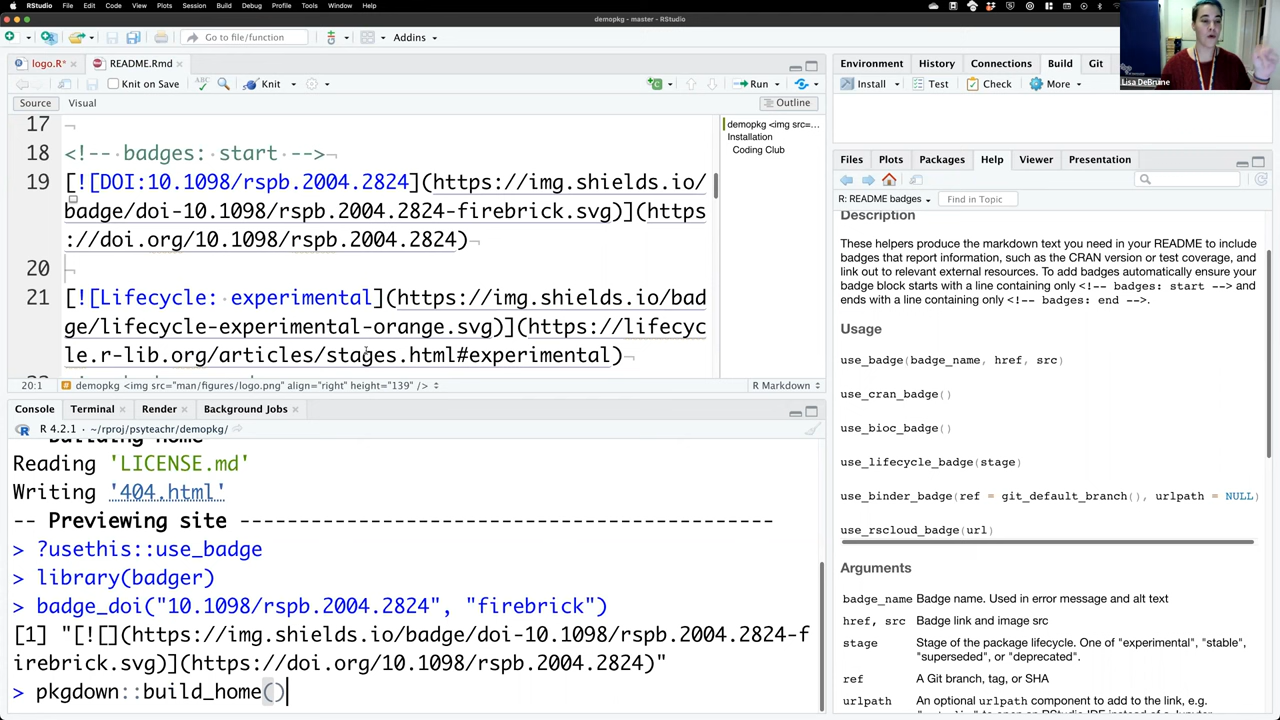 RStudio File Edit Code View Plots Session Build Debug Profile Tools Window Help
demopkg - master - RStudio
Go to file/function Addins
logo.R* README.Rmd
Knit on Save Knit Run
Source Visual Outline
17
18 <!-- badges: start -->
19 [![DOI:10.1098/rspb.2004.2824](https://img.shields.io/
badge/doi-10.1098/rspb.2004.2824-firebrick.svg)](https
://doi.org/10.1098/rspb.2004.2824)
20
21 [![Lifecycle: experimental](https://img.shields.io/bad
ge/lifecycle-experimental-orange.svg)](https://lifecyc
le.r-lib.org/articles/stages.html#experimental)
demopkg <img src=...
Installation
Coding Club
20:1 demopkg <img src="man/figures/logo.png" align="right" height="139" /> R Markdown
Console Terminal Render Background Jobs
R 4.2.1 · ~/rproj/psyteachr/demopkg/
Building home
Reading 'LICENSE.md'
Writing '404.html'
-- Previewing site ----------------------------------------
> ?usethis::use_badge
> library(badger)
> badge_doi("10.1098/rspb.2004.2824", "firebrick")
[1] "[![](https://img.shields.io/badge/doi-10.1098/rspb.2004.2824-f
irebrick.svg)](https://doi.org/10.1098/rspb.2004.2824)"
> pkgdown::build_home()
Lisa DeBruine
Environment History Connections Build Git
Install Test Check More
Files Plots Packages Help Viewer Presentation
R: README badges Find in Topic
Description
These helpers produce the markdown text you need in your README to include
badges that report information, such as the CRAN version or test coverage, and
link out to relevant external resources. To add badges automatically ensure your
badge block starts with a line containing only <!-- badges: start --> and
ends with a line containing only <!-- badges: end -->.
Usage
use_badge(badge_name, href, src)
use_cran_badge()
use_bioc_badge()
use_lifecycle_badge(stage)
use_binder_badge(ref = git_default_branch(), urlpath = NULL)
use_rscloud_badge(url)
Arguments
badge_name Badge name. Used in error message and alt text
href, src Badge link and image src
stage Stage of the package lifecycle. One of "experimental", "stable",
"superseded", or "deprecated".
ref A Git branch, tag, or SHA
urlpath An optional urlpath component to add to the link, e.g.